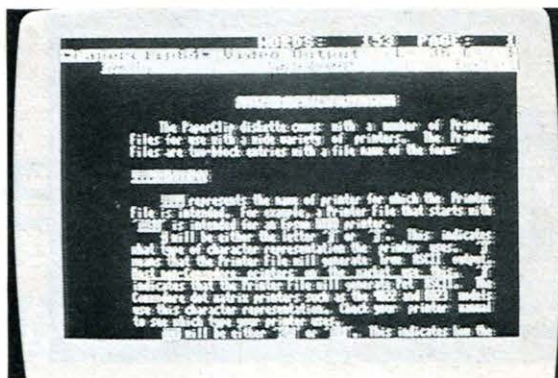 WORDS: 153 PAGE: 1
*PaperClip64* Video Output
The PaperClip diskette comes with a number of Printer
Files for use with a wide variety of printers. The Printer
Files are two-block entries with a file name of the form:
represents the name of printer for which the Printer
File is intended. For example, a Printer File that starts with
is intended for an Epson printer.
will be either the letter or This indicates
what type of character representation the printer uses.
means that the Printer File will generate true ASCII output.
Most non-Commodore printers on the market use this.
indicates that the Printer File will generate Pet ASCII. The
Commodore dot matrix printers such as the 4022 and 8023 models
use this character representation. Check your printer manual
to see which type your printer uses.
will be either or This indicates how the